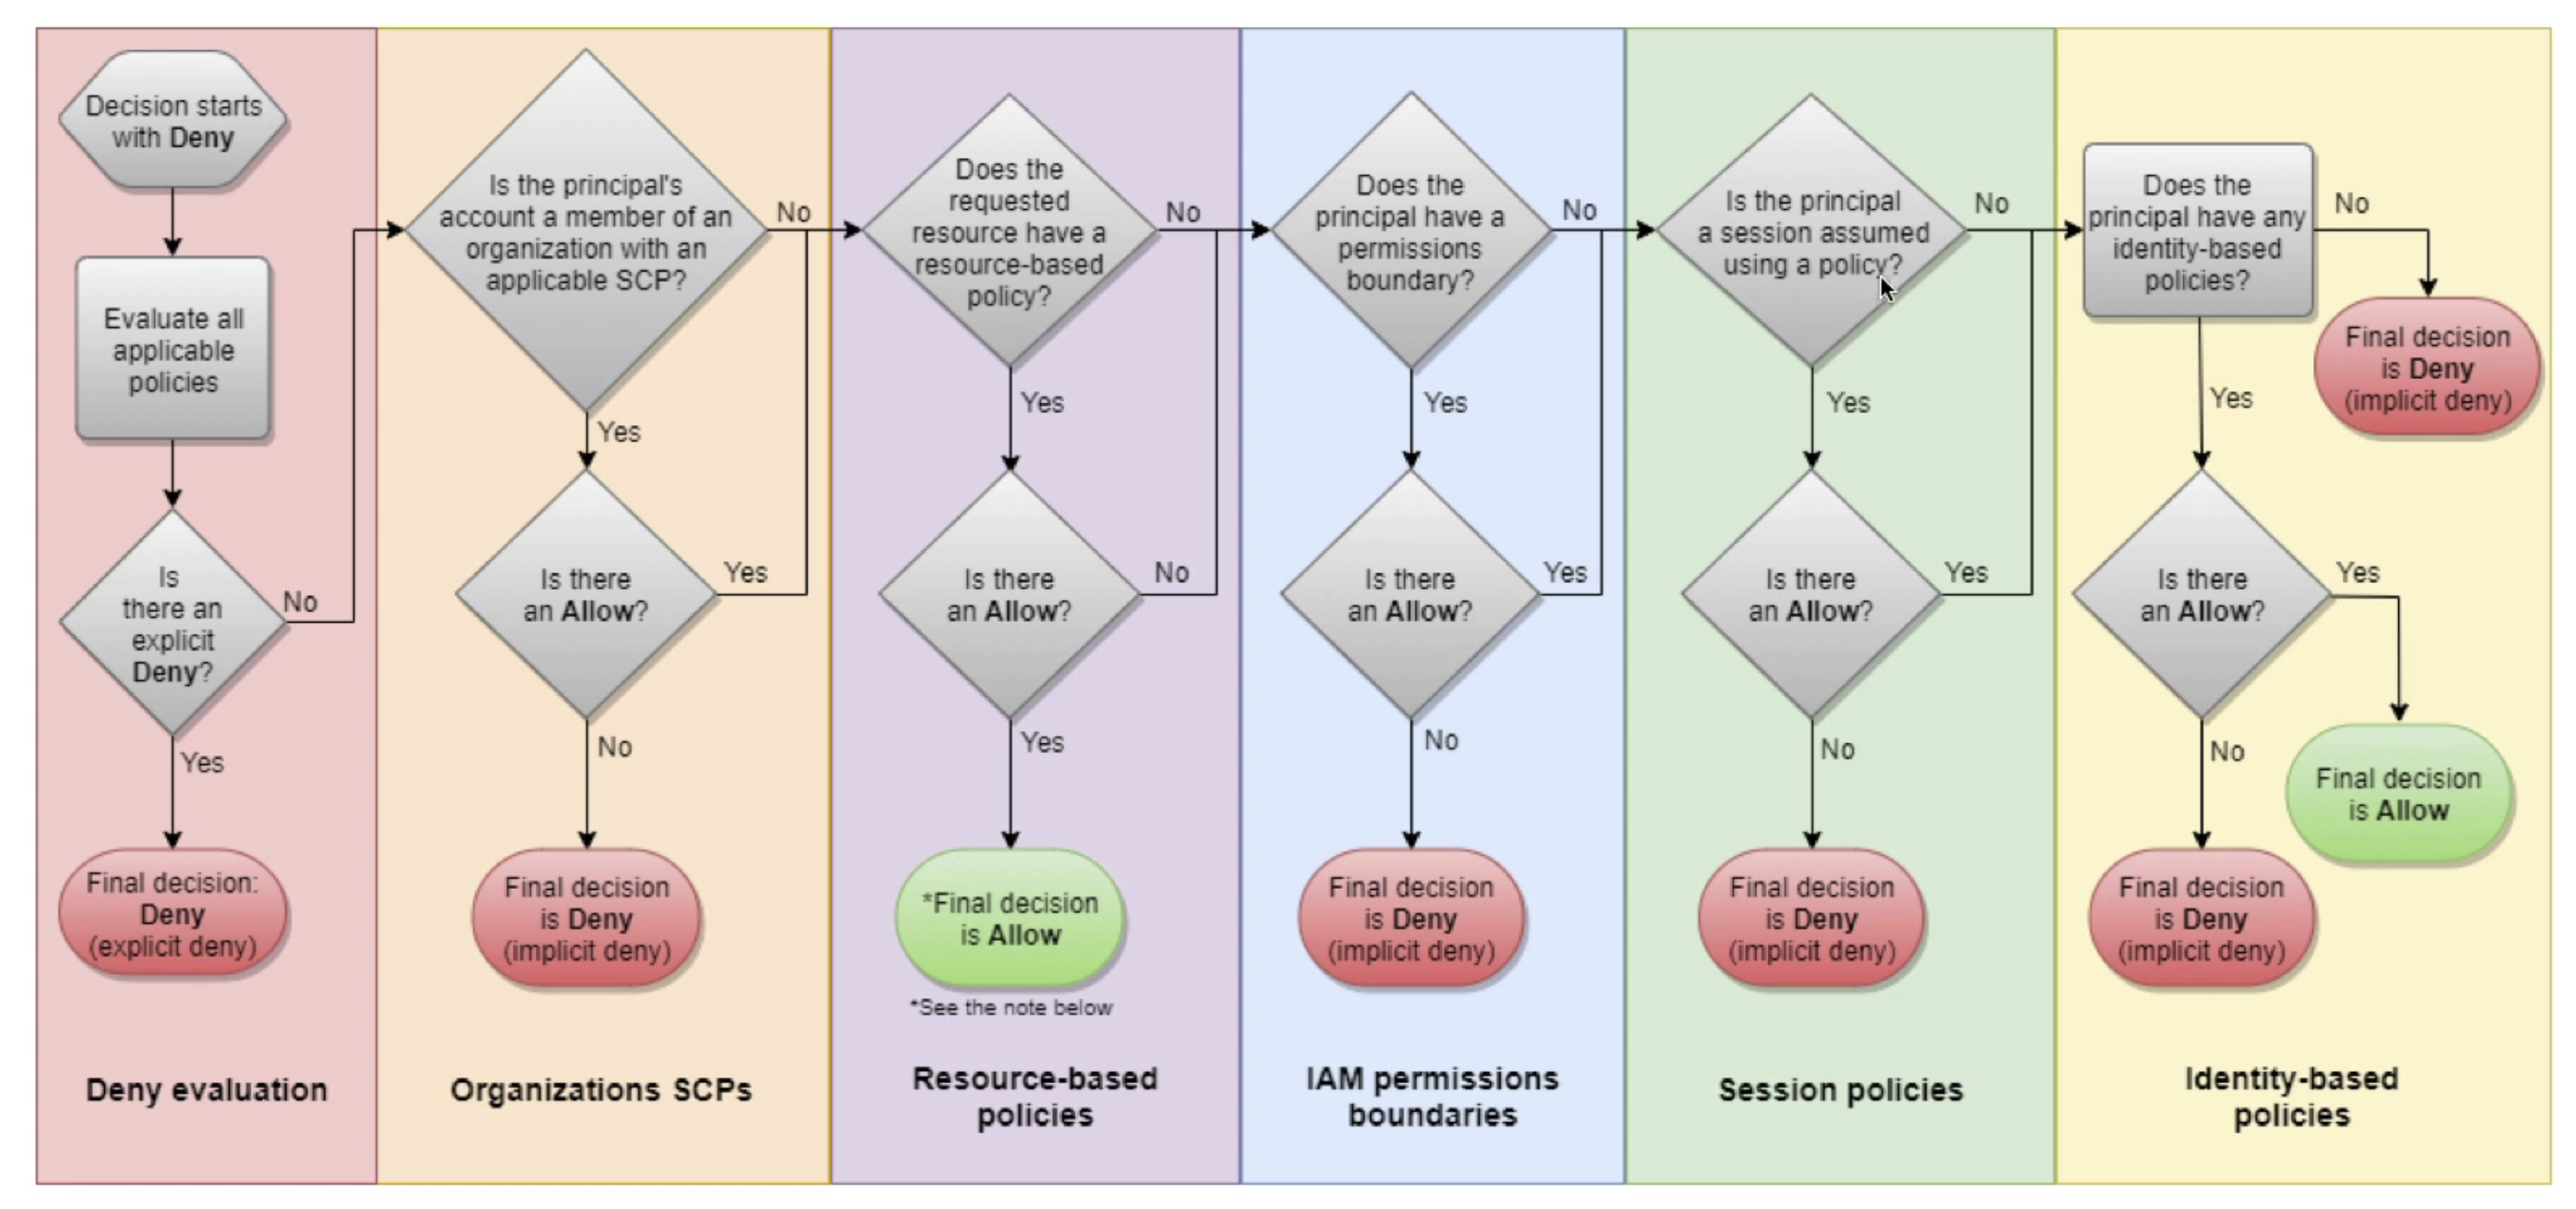 Decision starts
with Deny
Evaluate all
applicable
policies
Is
there an
explicit
Deny?
No
Yes
Final decision:
Deny
(explicit deny)
Deny evaluation
Is the principal's
account a member of an
organization with an
applicable SCP?
No
Yes
Is there
an Allow?
Yes
No
Final decision
is Deny
(implicit deny)
Organizations SCPs
Does the
requested
resource have a
resource-based
policy?
No
Yes
Is there
an Allow?
No
Yes
*Final decision
is Allow
*See the note below
Resource-based
policies
Does the
principal have a
permissions
boundary?
No
Yes
Is there
an Allow?
Yes
No
Final decision
is Deny
(implicit deny)
IAM permissions
boundaries
Is the principal
a session assumed
using a policy?
No
Yes
Is there
an Allow?
Yes
No
Final decision
is Deny
(implicit deny)
Session policies
Does the
principal have any
identity-based
policies?
No
Final decision
is Deny
(implicit deny)
Yes
Is there
an Allow?
Yes
Final decision
is Allow
No
Final decision
is Deny
(implicit deny)
Identity-based
policies